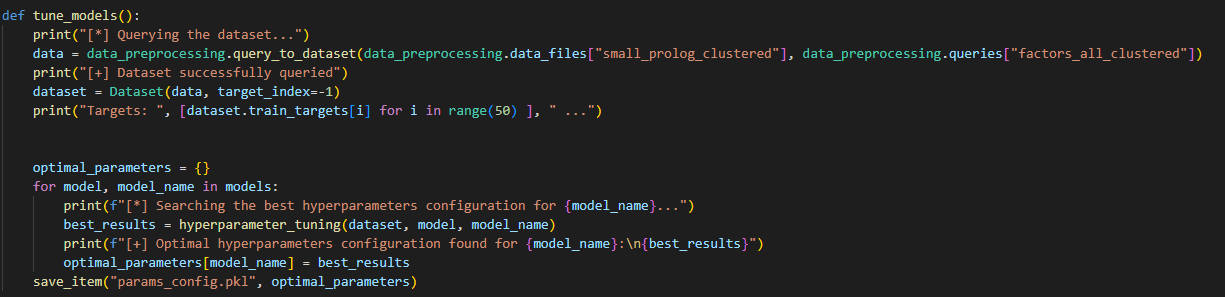 def tune_models():
    print("[*] Querying the dataset...")
    data = data_preprocessing.query_to_dataset(data_preprocessing.data_files["small_prolog_clustered"], data_preprocessing.queries["factors_all_clustered"])
    print("[+] Dataset successfully queried")
    dataset = Dataset(data, target_index=-1)
    print("Targets: ", [dataset.train_targets[i] for i in range(50) ], " ...")
    optimal_parameters = {}
    for model, model_name in models:
        print(f"[*] Searching the best hyperparameters configuration for {model_name}...")
        best_results = hyperparameter_tuning(dataset, model, model_name)
        print(f"[+] Optimal hyperparameters configuration found for {model_name}:\n{best_results}")
        optimal_parameters[model_name] = best_results
    save_item("params_config.pkl", optimal_parameters)